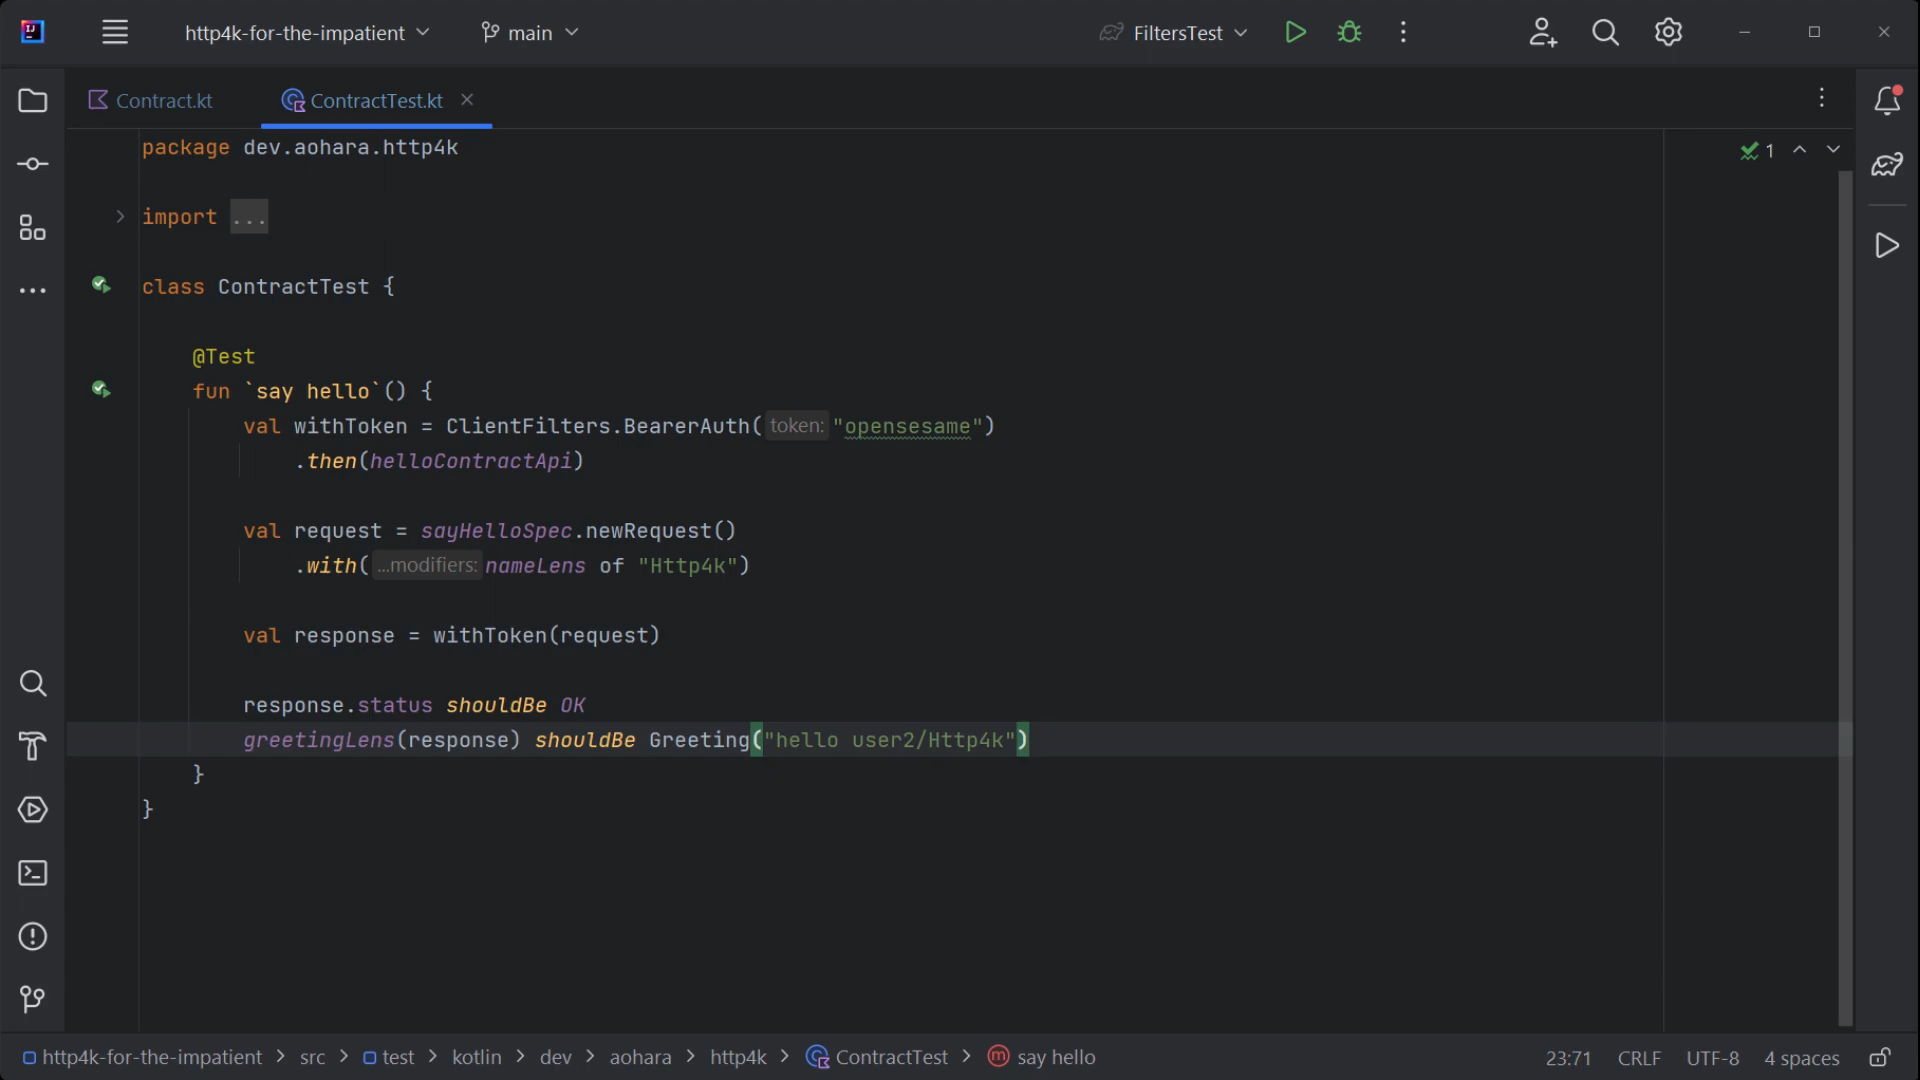 http4k-for-the-impatient main FiltersTest
Contract.kt ContractTest.kt
package dev.aohara.http4k
1
import ...
class ContractTest {
@Test
fun `say hello`() {
val withToken = ClientFilters.BearerAuth( token: "opensesame")
.then(helloContractApi)
val request = sayHelloSpec.newRequest()
.with( ...modifiers: nameLens of "Http4k")
val response = withToken(request)
response.status shouldBe OK
greetingLens(response) shouldBe Greeting("hello user2/Http4k")
}
}
http4k-for-the-impatient > src > test > kotlin > dev > aohara > http4k > ContractTest > say hello 23:71 CRLF UTF-8 4 spaces